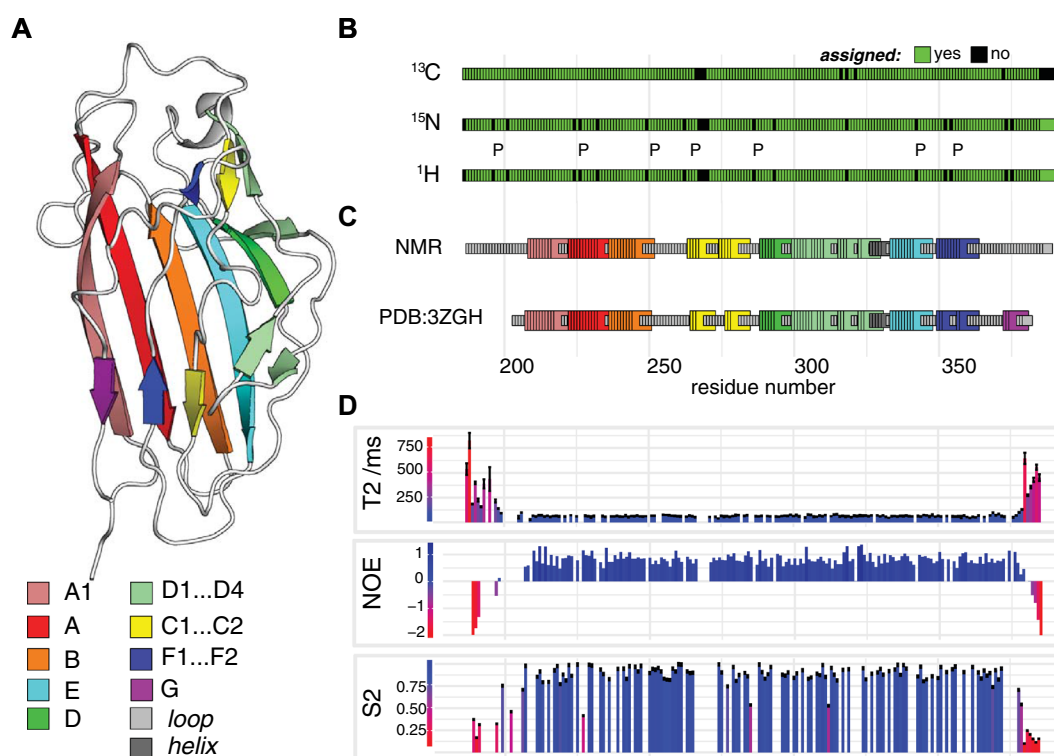 A
B
assigned: yes no
13C
15N
P P P P P P P
1H
C
NMR
PDB:3ZGH
200 250 300 350
residue number
D
T2 /ms
750
500
250
NOE
1
0
−1
−2
S2
0.75
0.50
0.25
A1
A
B
E
D
D1...D4
C1...C2
F1...F2
G
loop
helix